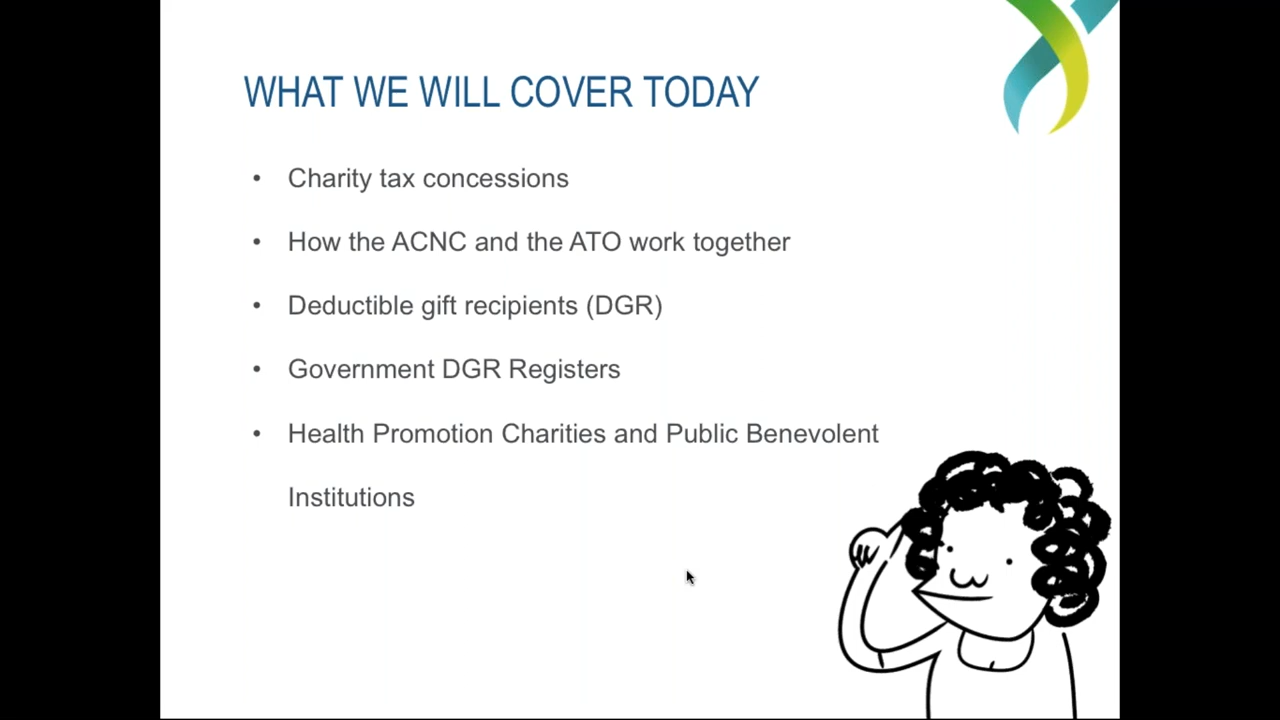 WHAT WE WILL COVER TODAY
• Charity tax concessions
• How the ACNC and the ATO work together
• Deductible gift recipients (DGR)
• Government DGR Registers
• Health Promotion Charities and Public Benevolent
Institutions